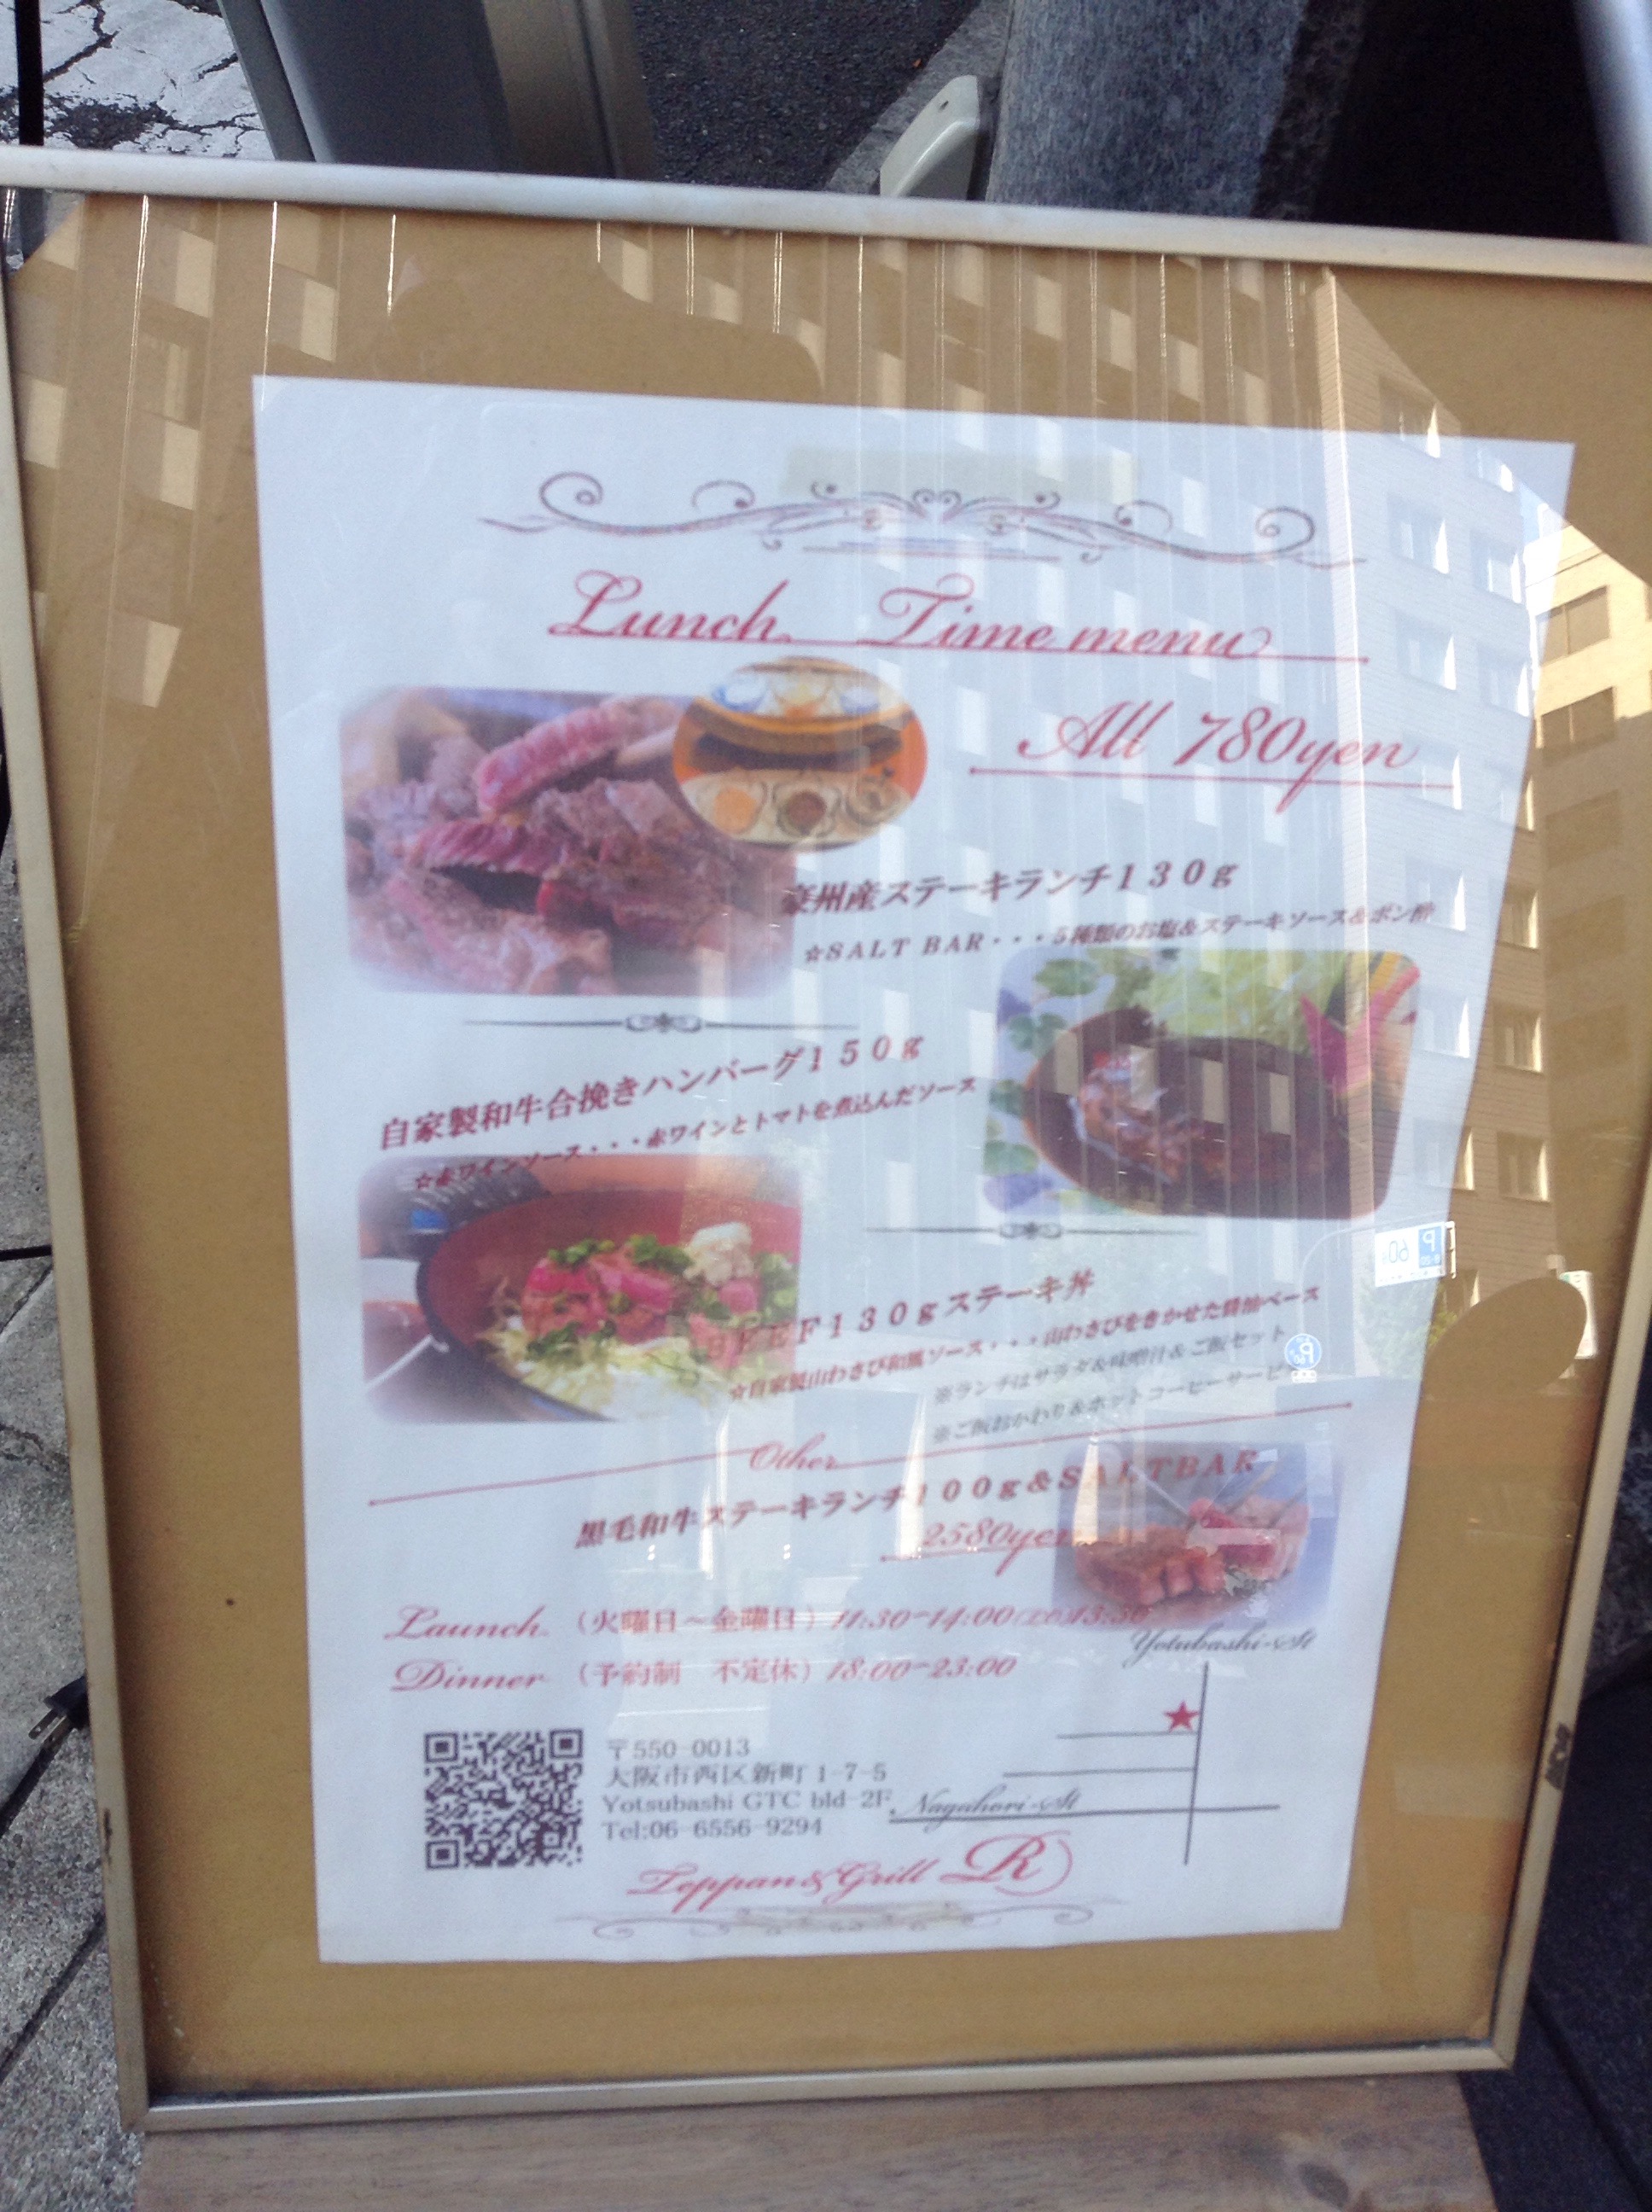 Lunch Time menu
All 780yen
豪州産ステーキランチ１３０ｇ
☆SALT BAR・・・5種類のお塩&ステーキソース&ポン酢
自家製和牛合挽きハンバーグ１５０ｇ
☆赤ワインソース・・・赤ワインとトマトを煮込んだソース
ＢＥＥＦ１３０ｇステーキ丼
☆自家製山わさび和風ソース・・・山わさびをきかせた醤油ベース
※ランチはサラダ&味噌汁&ご飯セット
※ご飯おかわり&ホットコーヒーサービス
Other
黒毛和牛ステーキランチ１００ｇ&ＳＡＬＴＢＡＲ
2580yen
Launch （火曜日～金曜日）11:30-14:00(L.o)13:30
Dinner （予約制 不定休）18:00-23:00
Yotubashi-St
〒550-0013
大阪市西区新町1-7-5
Yotsubashi GTC bld-2F
Tel:06-6556-9294
Nagahori-St
Teppan&Grill R